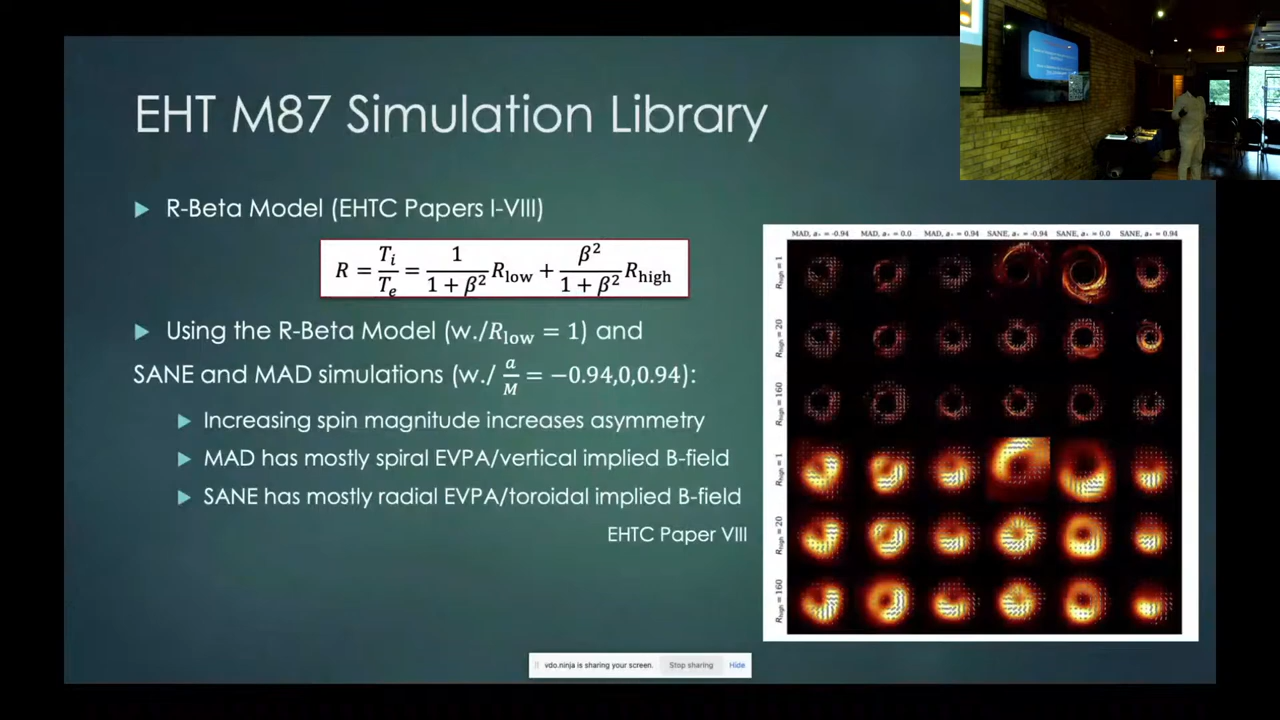 EHT M87 Simulation Library
R-Beta Model (EHTC Papers I-VIII)
R = T_i/T_e = 1/(1 + β²) R_low + β²/(1 + β²) R_high
Using the R-Beta Model (w./R_low = 1) and
SANE and MAD simulations (w./ a/M = −0.94,0,0.94):
Increasing spin magnitude increases asymmetry
MAD has mostly spiral EVPA/vertical implied B-field
SANE has mostly radial EVPA/toroidal implied B-field
EHTC Paper VIII
MAD, a* = -0.94 MAD, a* = 0.0 MAD, a* = 0.94 SANE, a* = -0.94 SANE, a* = 0.0 SANE, a* = 0.94
R_high = 1
R_high = 20
R_high = 160
R_high = 1
R_high = 20
R_high = 160
vdo.ninja is sharing your screen. Stop sharing Hide